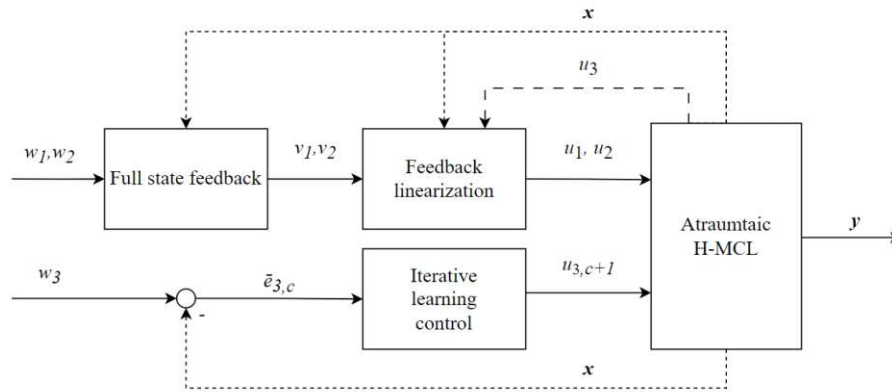 x
u3
w1,w2
Full state feedback
v1,v2
Feedback
linearization
u1, u2
Atraumtaic
H-MCL
y
w3
-
ē3,c
Iterative
learning
control
u3,c+1
x